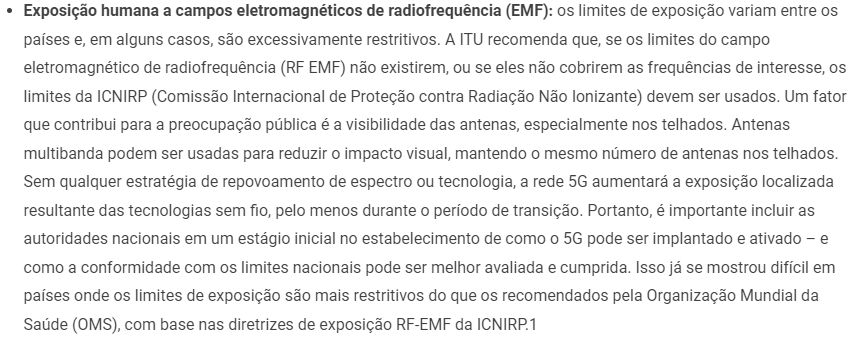 • Exposição humana a campos eletromagnéticos de radiofrequência (EMF): os limites de exposição variam entre os
países e, em alguns casos, são excessivamente restritivos. A ITU recomenda que, se os limites do campo
eletromagnético de radiofrequência (RF EMF) não existirem, ou se eles não cobrirem as frequências de interesse, os
limites da ICNIRP (Comissão Internacional de Proteção contra Radiação Não Ionizante) devem ser usados. Um fator
que contribui para a preocupação pública é a visibilidade das antenas, especialmente nos telhados. Antenas
multibanda podem ser usadas para reduzir o impacto visual, mantendo o mesmo número de antenas nos telhados.
Sem qualquer estratégia de repovoamento de espectro ou tecnologia, a rede 5G aumentará a exposição localizada
resultante das tecnologias sem fio, pelo menos durante o período de transição. Portanto, é importante incluir as
autoridades nacionais em um estágio inicial no estabelecimento de como o 5G pode ser implantado e ativado – e
como a conformidade com os limites nacionais pode ser melhor avaliada e cumprida. Isso já se mostrou difícil em
países onde os limites de exposição são mais restritivos do que os recomendados pela Organização Mundial da
Saúde (OMS), com base nas diretrizes de exposição RF-EMF da ICNIRP.1